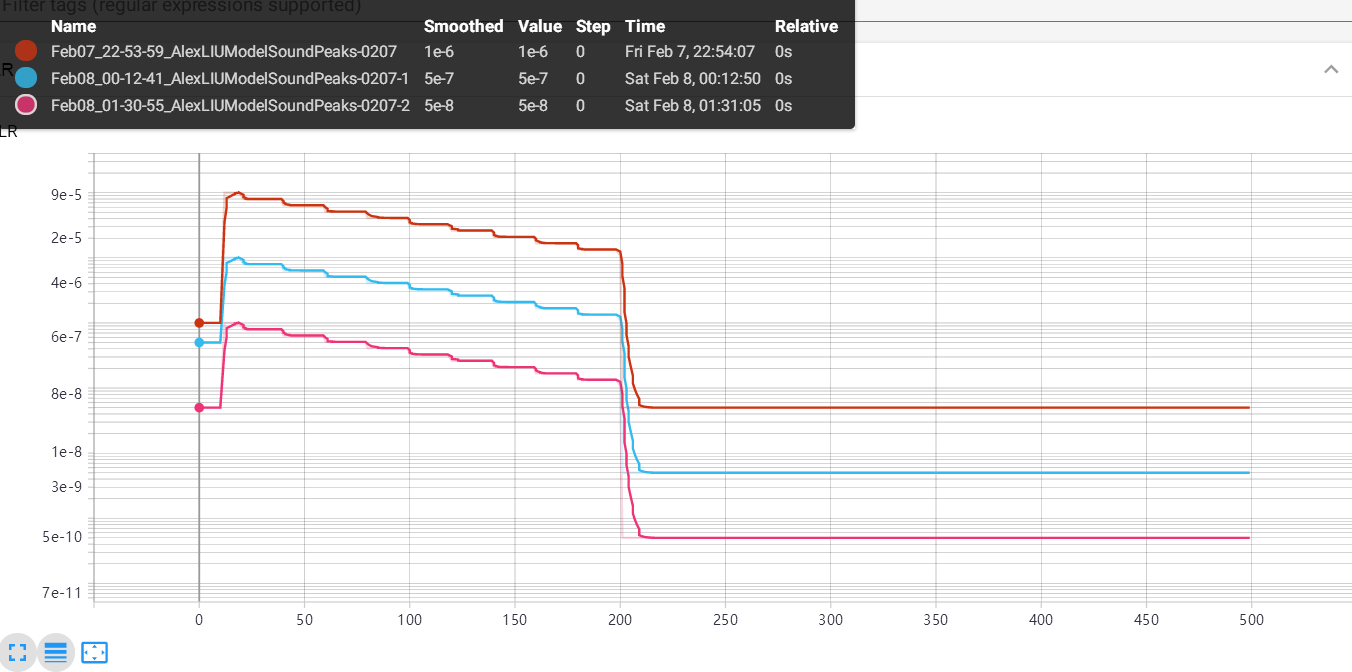 Filter tags (regular expressions supported)
Name Smoothed Value Step Time Relative
Feb07_22-53-59_AlexLIUModelSoundPeaks-0207 1e-6 1e-6 0 Fri Feb 7, 22:54:07 0s
R
Feb08_00-12-41_AlexLIUModelSoundPeaks-0207-1 5e-7 5e-7 0 Sat Feb 8, 00:12:50 0s
Feb08_01-30-55_AlexLIUModelSoundPeaks-0207-2 5e-8 5e-8 0 Sat Feb 8, 01:31:05 0s
LR
9e-5
2e-5
4e-6
6e-7
8e-8
1e-8
3e-9
5e-10
7e-11
0 50 100 150 200 250 300 350 400 450 500